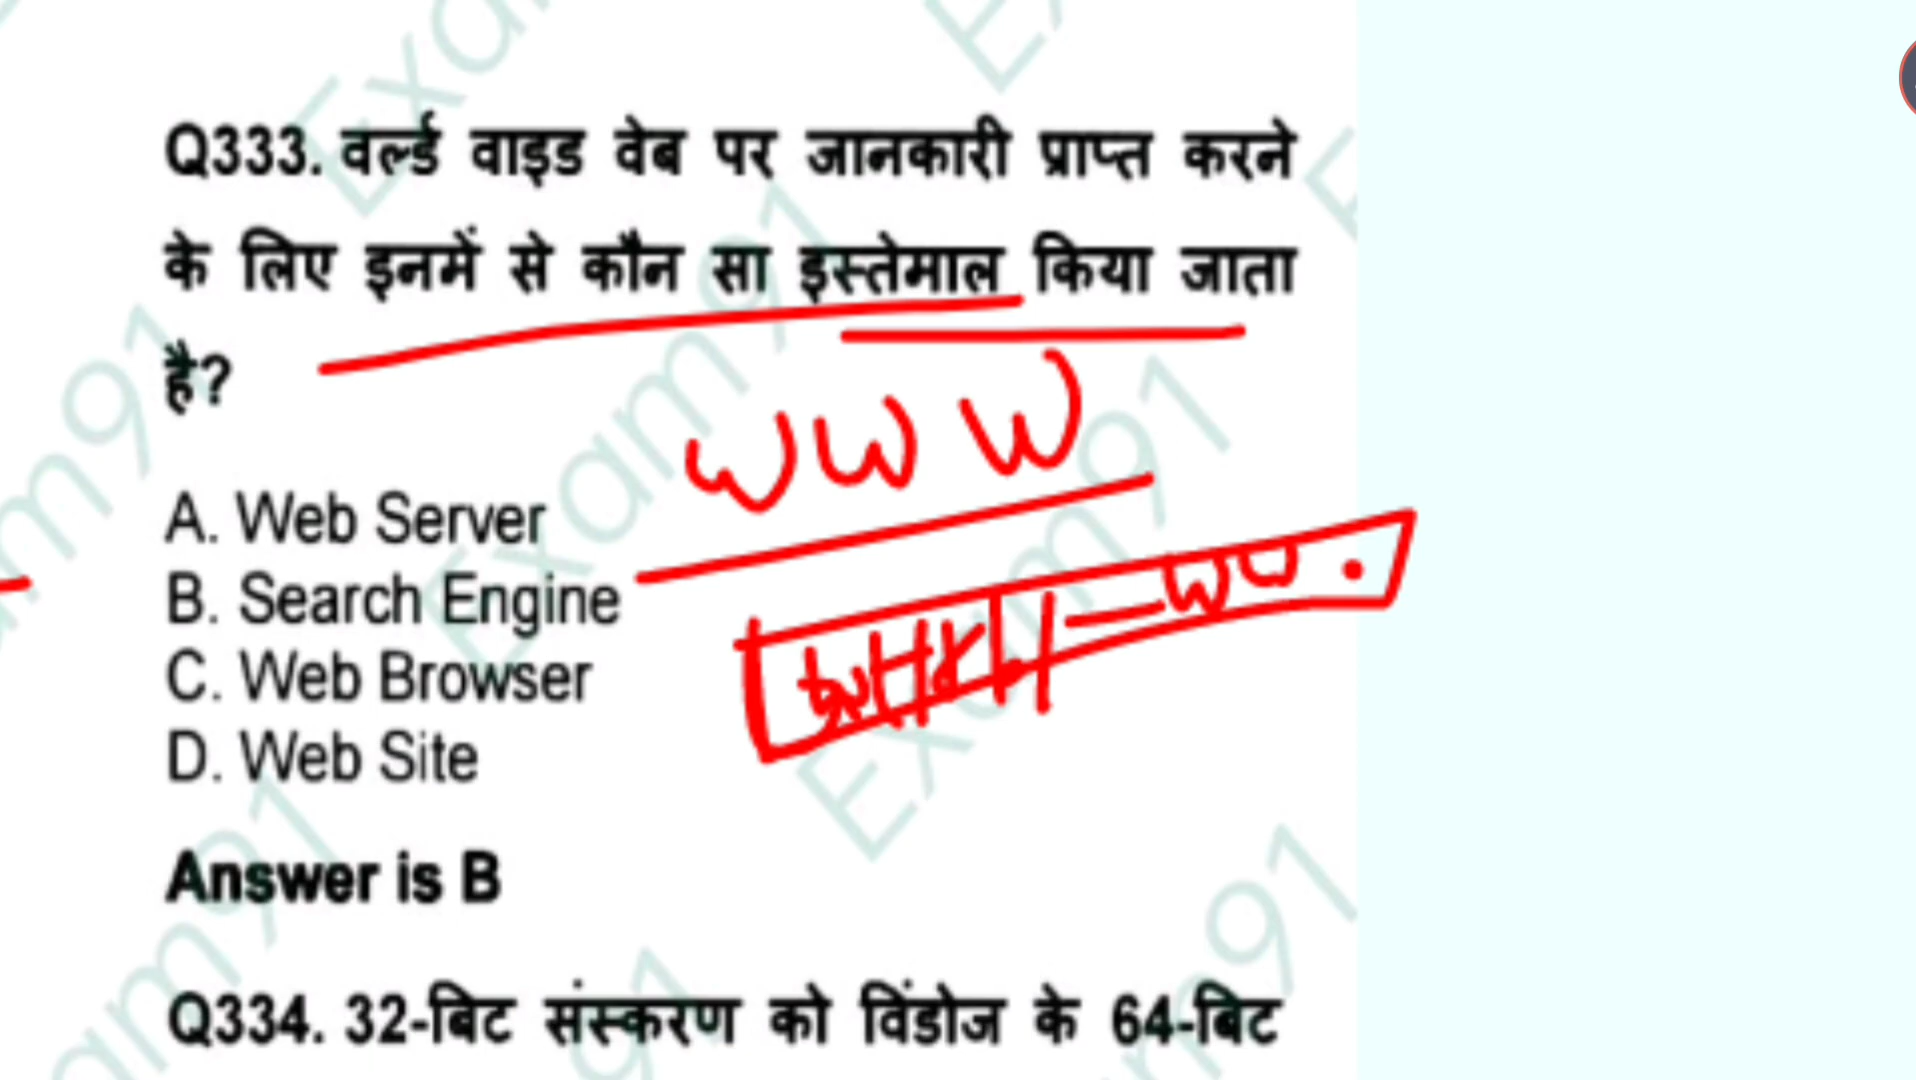 Q333. वर्ल्ड वाइड वेब पर जानकारी प्राप्त करने
के लिए इनमें से कौन सा इस्तेमाल किया जाता
है?
WWW
A. Web Server
B. Search Engine
C. Web Browser
D. Web Site
Answer is B
Q334. 32-बिट संस्करण को विंडोज के 64-बिट
Exam91